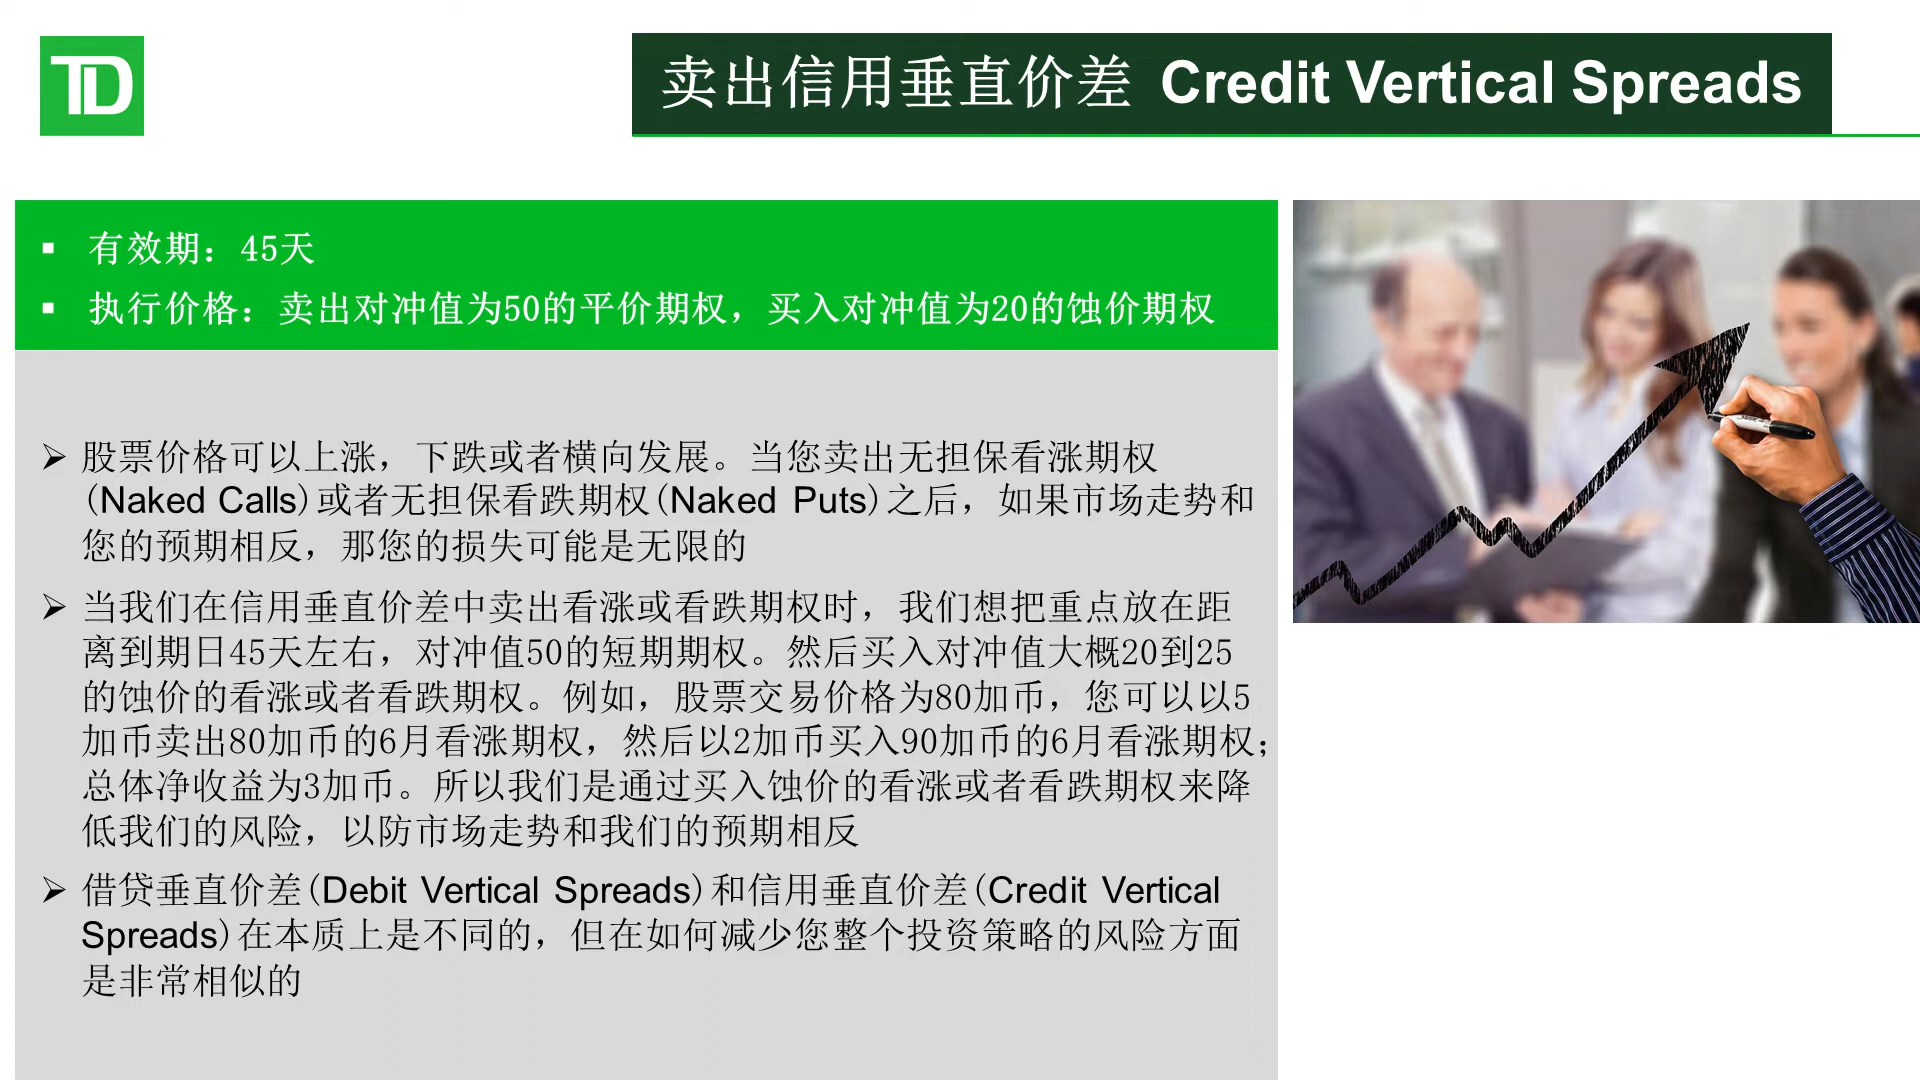 TD
卖出信用垂直价差 Credit Vertical Spreads
▪ 有效期：45天
▪ 执行价格：卖出对冲值为50的平价期权，买入对冲值为20的蚀价期权
➢ 股票价格可以上涨，下跌或者横向发展。当您卖出无担保看涨期权
(Naked Calls)或者无担保看跌期权(Naked Puts)之后，如果市场走势和
您的预期相反，那您的损失可能是无限的
➢ 当我们在信用垂直价差中卖出看涨或看跌期权时，我们想把重点放在距
离到期日45天左右，对冲值50的短期期权。然后买入对冲值大概20到25
的蚀价的看涨或者看跌期权。例如，股票交易价格为80加币，您可以以5
加币卖出80加币的6月看涨期权，然后以2加币买入90加币的6月看涨期权；
总体净收益为3加币。所以我们是通过买入蚀价的看涨或者看跌期权来降
低我们的风险，以防市场走势和我们的预期相反
➢ 借贷垂直价差(Debit Vertical Spreads)和信用垂直价差(Credit Vertical
Spreads)在本质上是不同的，但在如何减少您整个投资策略的风险方面
是非常相似的